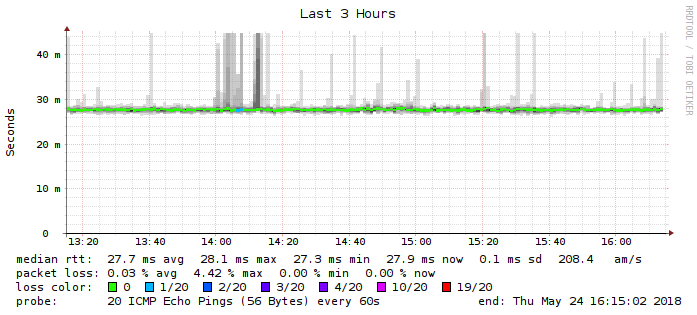 Last 3 Hours
RRDTOOL / TOBI OETIKER
Seconds
40 m
30 m
20 m
10 m
0
13:20 13:40 14:00 14:20 14:40 15:00 15:20 15:40 16:00
median rtt: 27.7 ms avg 28.1 ms max 27.3 ms min 27.9 ms now 0.1 ms sd 208.4 am/s
packet loss: 0.03 % avg 4.42 % max 0.00 % min 0.00 % now
loss color: 0 1/20 2/20 3/20 4/20 10/20 19/20
probe: 20 ICMP Echo Pings (56 Bytes) every 60s end: Thu May 24 16:15:02 2018